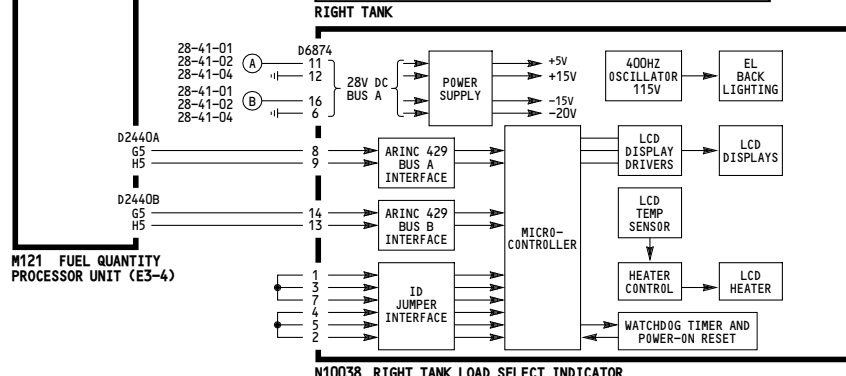 RIGHT TANK
28-41-01
28-41-02
28-41-04
A
D6874
11
12
28-41-01
28-41-02
28-41-04
B
16
6
28V DC
BUS A
POWER
SUPPLY
+5V
+15V
-15V
-20V
400HZ
OSCILLATOR
115V
EL
BACK
LIGHTING
D2440A
G5
H5
8
9
ARINC 429
BUS A
INTERFACE
LCD
DISPLAY
DRIVERS
LCD
DISPLAYS
D2440B
G5
H5
14
13
ARINC 429
BUS B
INTERFACE
MICRO-
CONTROLLER
LCD
TEMP
SENSOR
M121 FUEL QUANTITY
PROCESSOR UNIT (E3-4)
1
3
7
4
5
2
ID
JUMPER
INTERFACE
HEATER
CONTROL
LCD
HEATER
WATCHDOG TIMER AND
POWER-ON RESET
N10038 RIGHT TANK LOAD SELECT INDICATOR